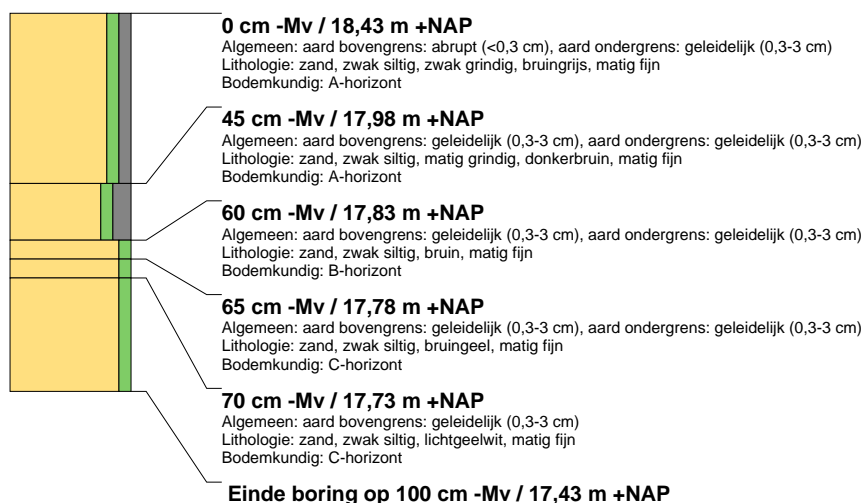 0 cm -Mv / 18,43 m +NAP
Algemeen: aard bovengrens: abrupt (<0,3 cm), aard ondergrens: geleidelijk (0,3-3 cm)
Lithologie: zand, zwak siltig, zwak grindig, bruingrijs, matig fijn
Bodemkundig: A-horizont
45 cm -Mv / 17,98 m +NAP
Algemeen: aard bovengrens: geleidelijk (0,3-3 cm), aard ondergrens: geleidelijk (0,3-3 cm)
Lithologie: zand, zwak siltig, matig grindig, donkerbruin, matig fijn
Bodemkundig: A-horizont
60 cm -Mv / 17,83 m +NAP
Algemeen: aard bovengrens: geleidelijk (0,3-3 cm), aard ondergrens: geleidelijk (0,3-3 cm)
Lithologie: zand, zwak siltig, bruin, matig fijn
Bodemkundig: B-horizont
65 cm -Mv / 17,78 m +NAP
Algemeen: aard bovengrens: geleidelijk (0,3-3 cm), aard ondergrens: geleidelijk (0,3-3 cm)
Lithologie: zand, zwak siltig, bruingeel, matig fijn
Bodemkundig: C-horizont
70 cm -Mv / 17,73 m +NAP
Algemeen: aard bovengrens: geleidelijk (0,3-3 cm)
Lithologie: zand, zwak siltig, lichtgeelwit, matig fijn
Bodemkundig: C-horizont
Einde boring op 100 cm -Mv / 17,43 m +NAP